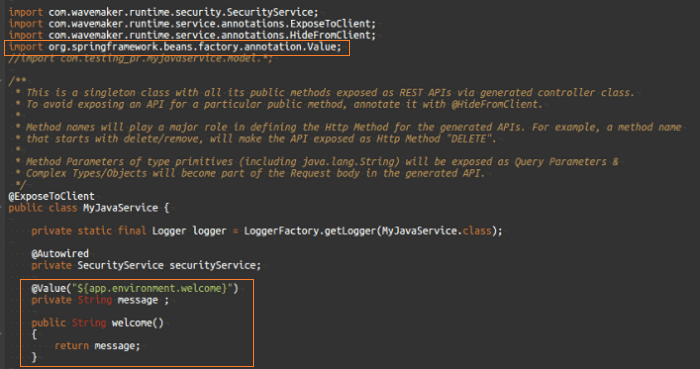 import com.wavemaker.runtime.security.SecurityService;
import com.wavemaker.runtime.service.annotations.ExposeToClient;
import com.wavemaker.runtime.service.annotations.HideFromClient;
import org.springframework.beans.factory.annotation.Value;
//import com.testing_pr.myjavaservice.model.*;
/**
* This is a singleton class with all its public methods exposed as REST APIs via generated controller class.
* To avoid exposing an API for a particular public method, annotate it with @HideFromClient.
*
* Method names will play a major role in defining the Http Method for the generated APIs. For example, a method name
* that starts with delete/remove, will make the API exposed as Http Method "DELETE".
*
* Method Parameters of type primitives (including java.lang.String) will be exposed as Query Parameters &
* Complex Types/Objects will become part of the Request body in the generated API.
*/
@ExposeToClient
public class MyJavaService {
private static final Logger logger = LoggerFactory.getLogger(MyJavaService.class);
@Autowired
private SecurityService securityService;
@Value("${app.environment.welcome}")
private String message ;
public String welcome()
{
return message;
}